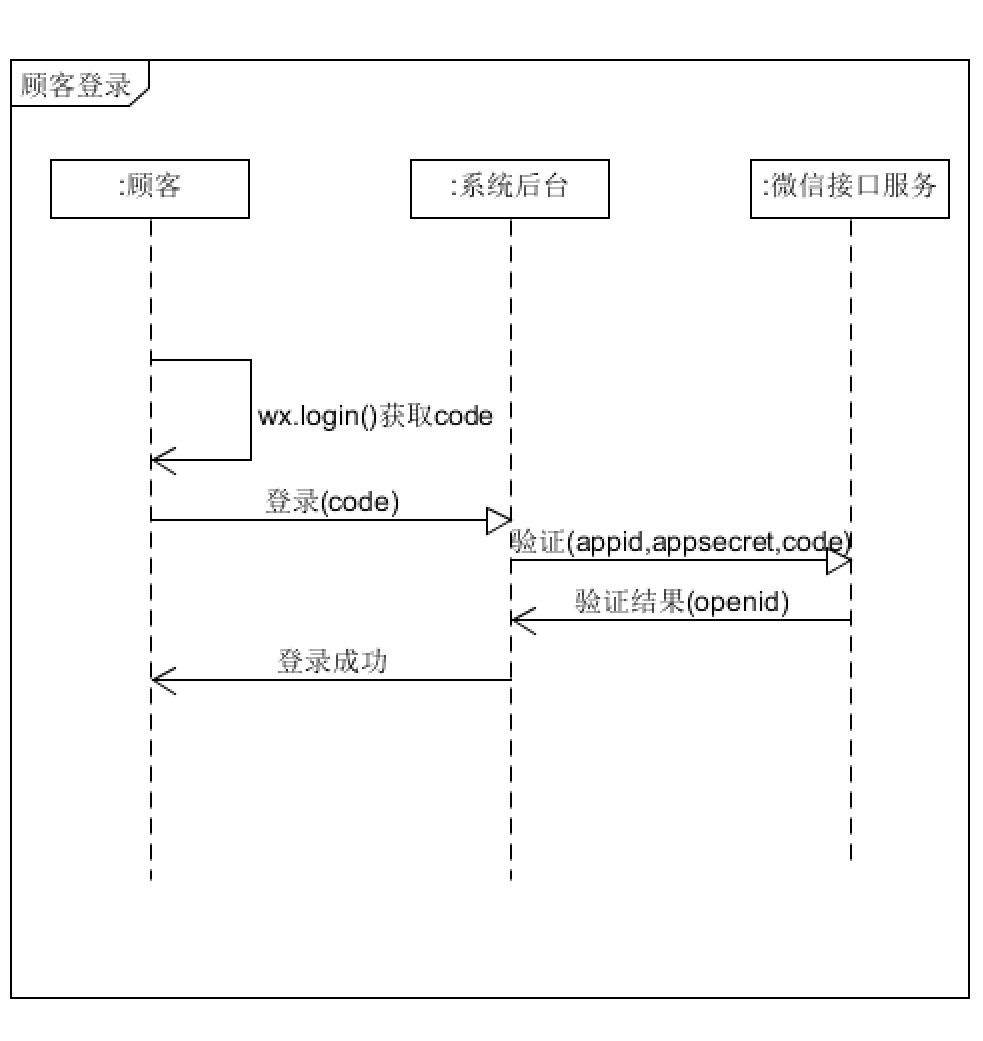 顾客登录
:顾客
:系统后台
:微信接口服务
wx.login()获取code
登录(code)
验证(appid,appsecret,code)
验证结果(openid)
登录成功